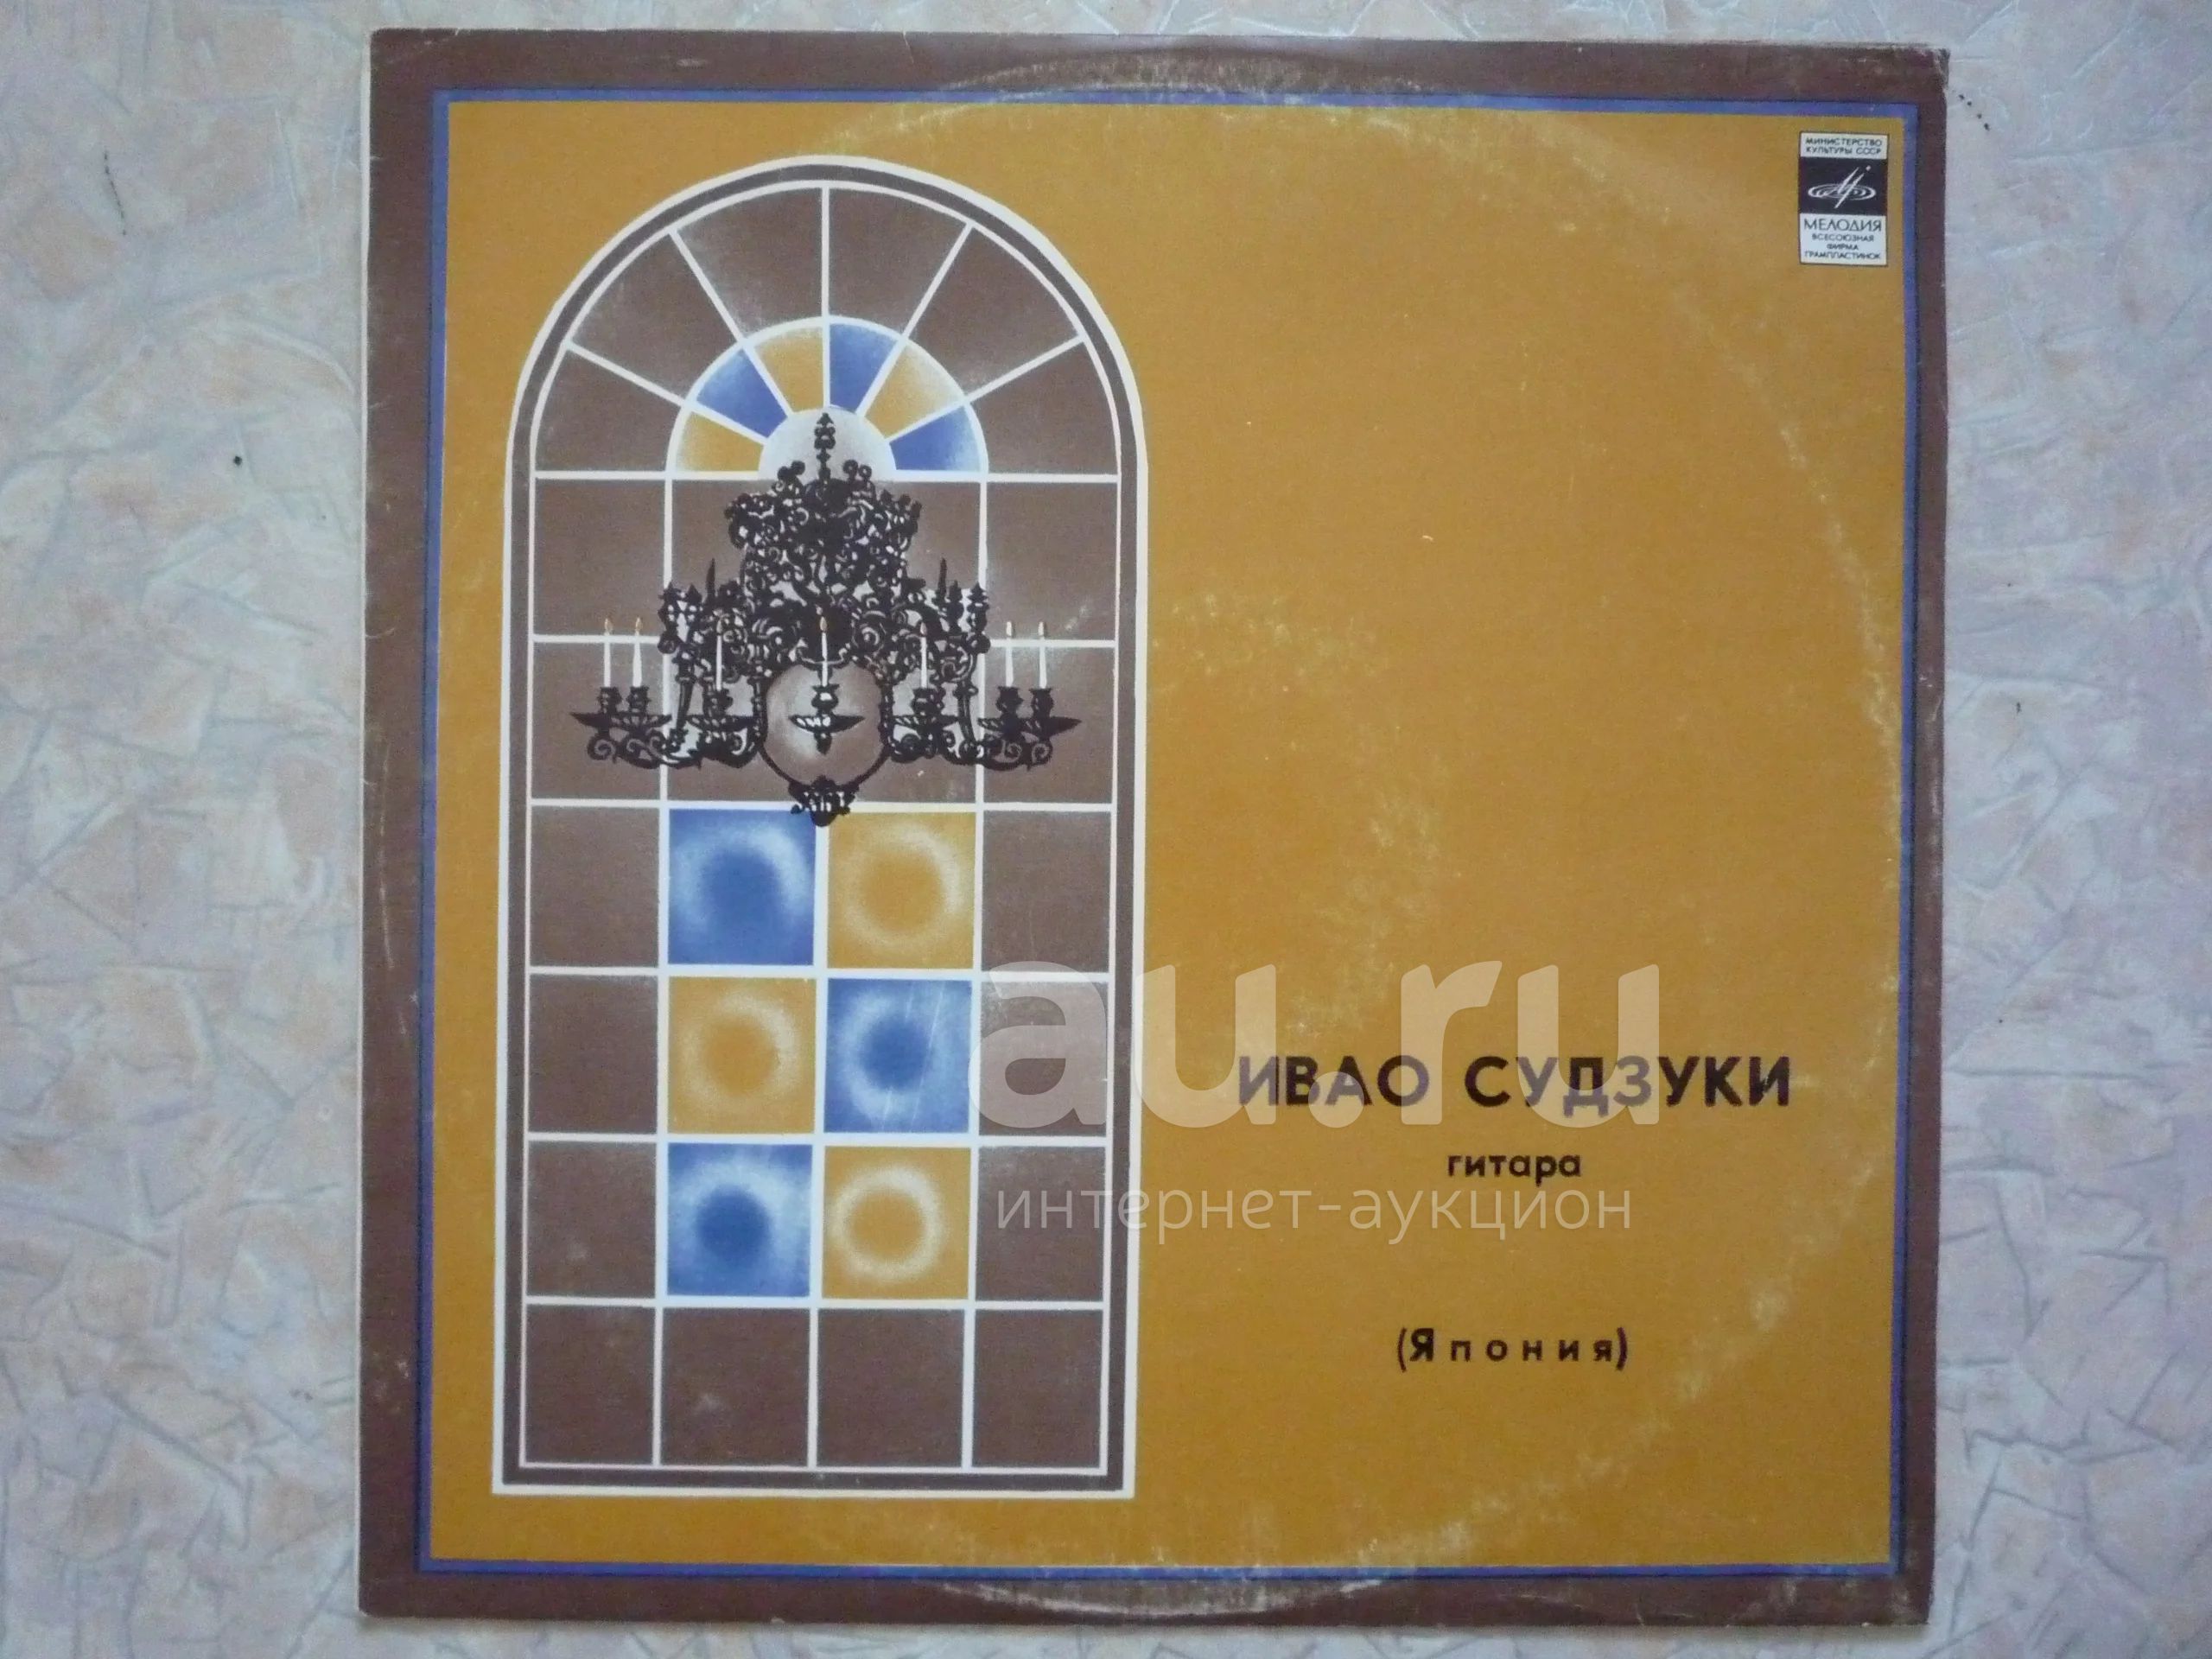 МИНИСТЕРСТВО
КУЛЬТУРЫ СССР
МЕЛОДИЯ
ВСЕСОЮЗНАЯ
ФИРМА
ГРАМПЛАСТИНОК
au.ru
ИВАО СУДЗУКИ
гитара
интернет-аукцион
(Япония)